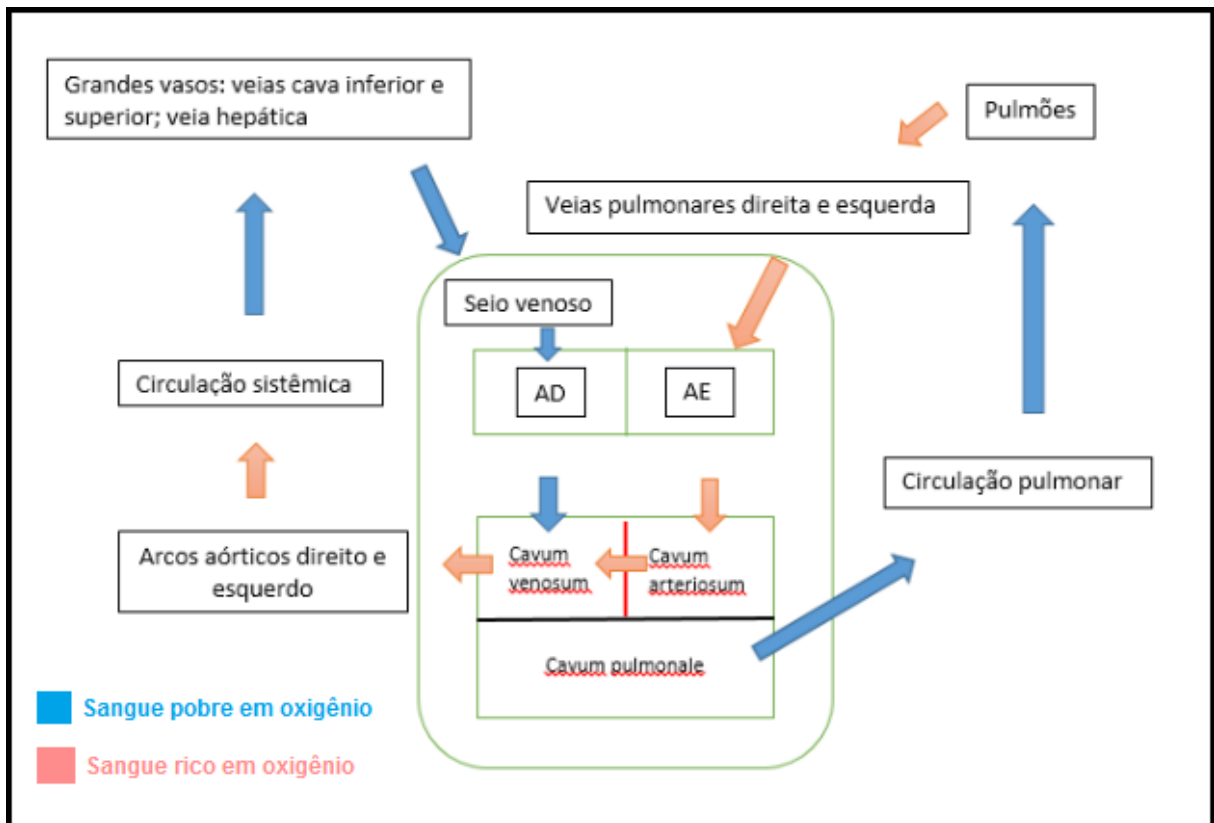 Grandes vasos: veias cava inferior e
superior; veia hepática
Pulmões
Veias pulmonares direita e esquerda
Seio venoso
AD
AE
Circulação sistêmica
Circulação pulmonar
Arcos aórticos direito e
esquerdo
Cavum
venosum
Cavum
arteriosum
Cavum pulmonale
Sangue pobre em oxigênio
Sangue rico em oxigênio